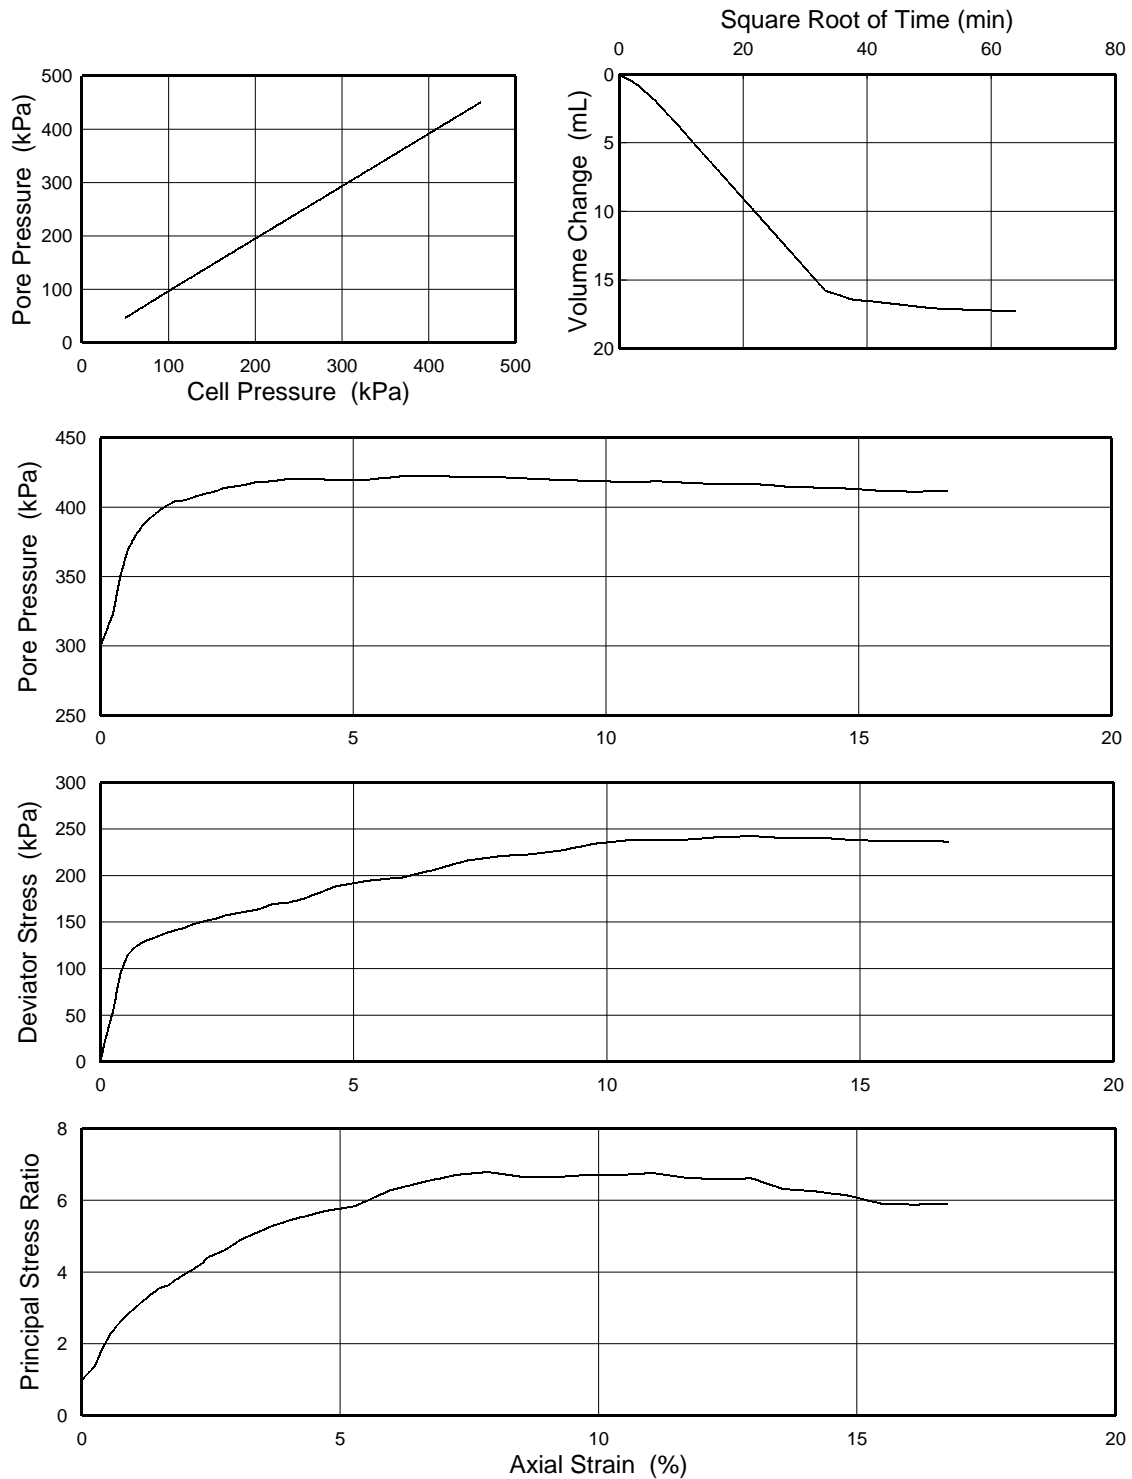 Square Root of Time (min)
0 20 40 60 80
0
5
10
15
20
Volume Change (mL)
500
400
300
200
100
0
Pore Pressure (kPa)
0 100 200 300 400 500
Cell Pressure (kPa)
450
400
350
300
250
Pore Pressure (kPa)
0 5 10 15 20
300
250
200
150
100
50
0
Deviator Stress (kPa)
0 5 10 15 20
8
6
4
2
0
Principal Stress Ratio
0 5 10 15 20
Axial Strain (%)